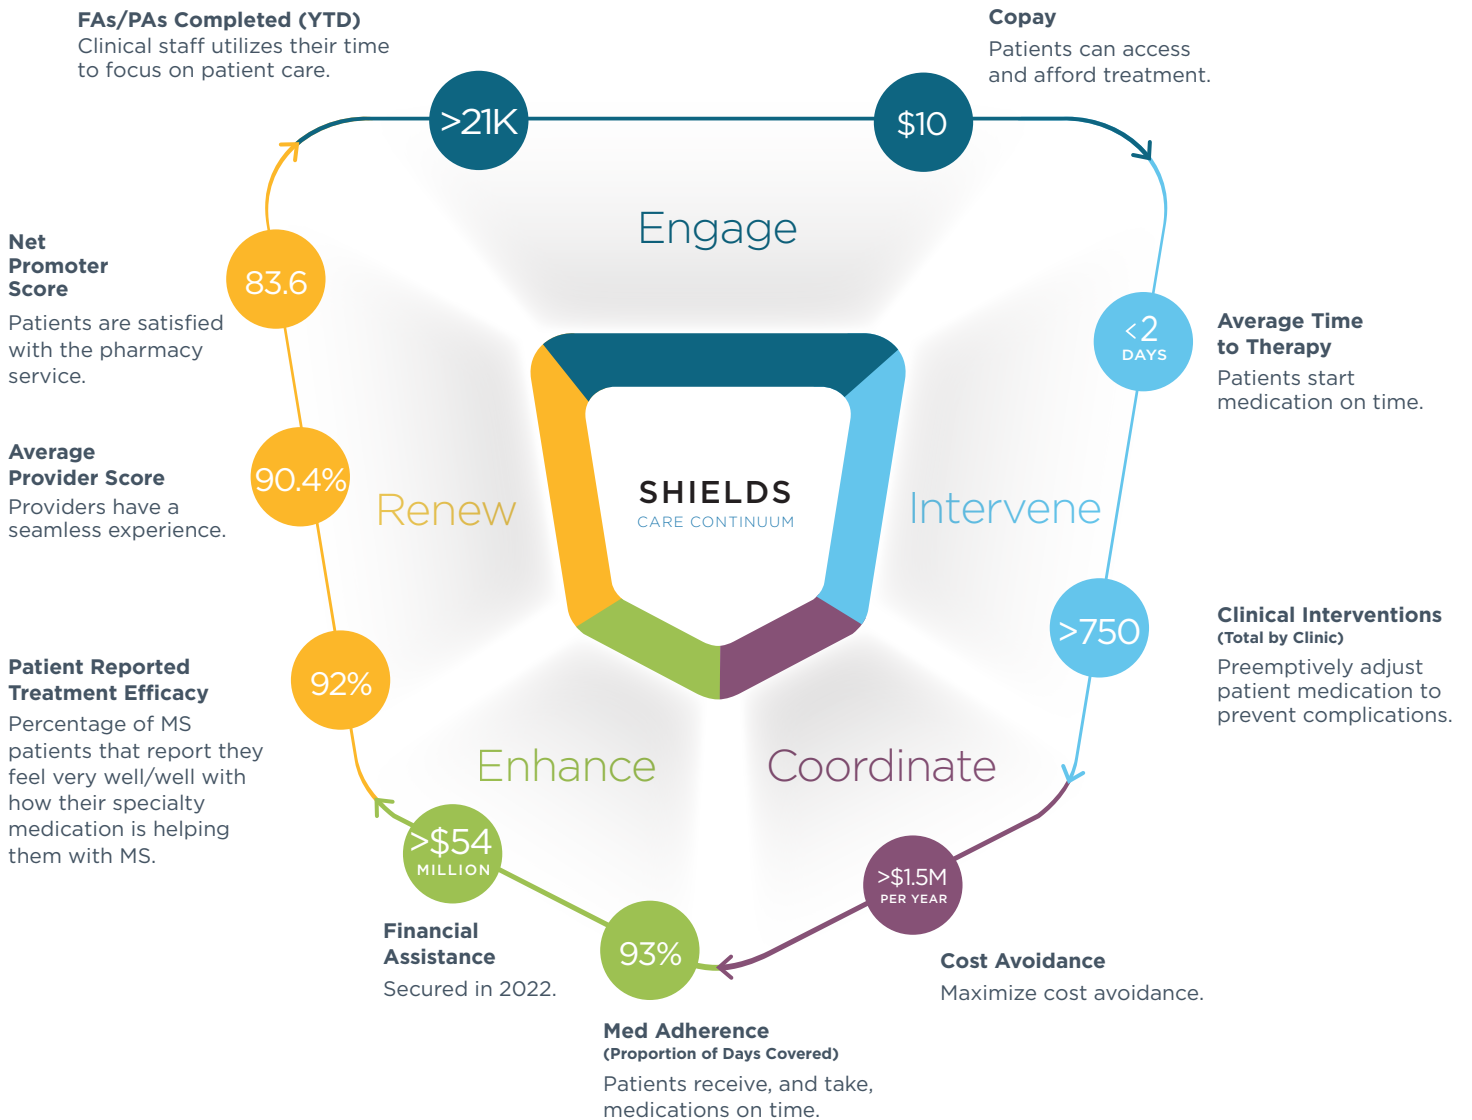 FAs/PAs Completed (YTD)
Clinical staff utilizes their time
to focus on patient care.
>21K
Copay
Patients can access
and afford treatment.
$10
Engage
Net
Promoter
Score
Patients are satisfied
with the pharmacy
service.
83.6
<2
DAYS
Average Time
to Therapy
Patients start
medication on time.
Average
Provider Score
Providers have a
seamless experience.
90.4%
Renew
SHIELDS
CARE CONTINUUM
Intervene
>750
Clinical Interventions
(Total by Clinic)
Preemptively adjust
patient medication to
prevent complications.
Patient Reported
Treatment Efficacy
Percentage of MS
patients that report they
feel very well/well with
how their specialty
medication is helping
them with MS.
92%
Enhance
Coordinate
>$54
MILLION
Financial
Assistance
Secured in 2022.
93%
Med Adherence
(Proportion of Days Covered)
Patients receive, and take,
medications on time.
>$1.5M
PER YEAR
Cost Avoidance
Maximize cost avoidance.